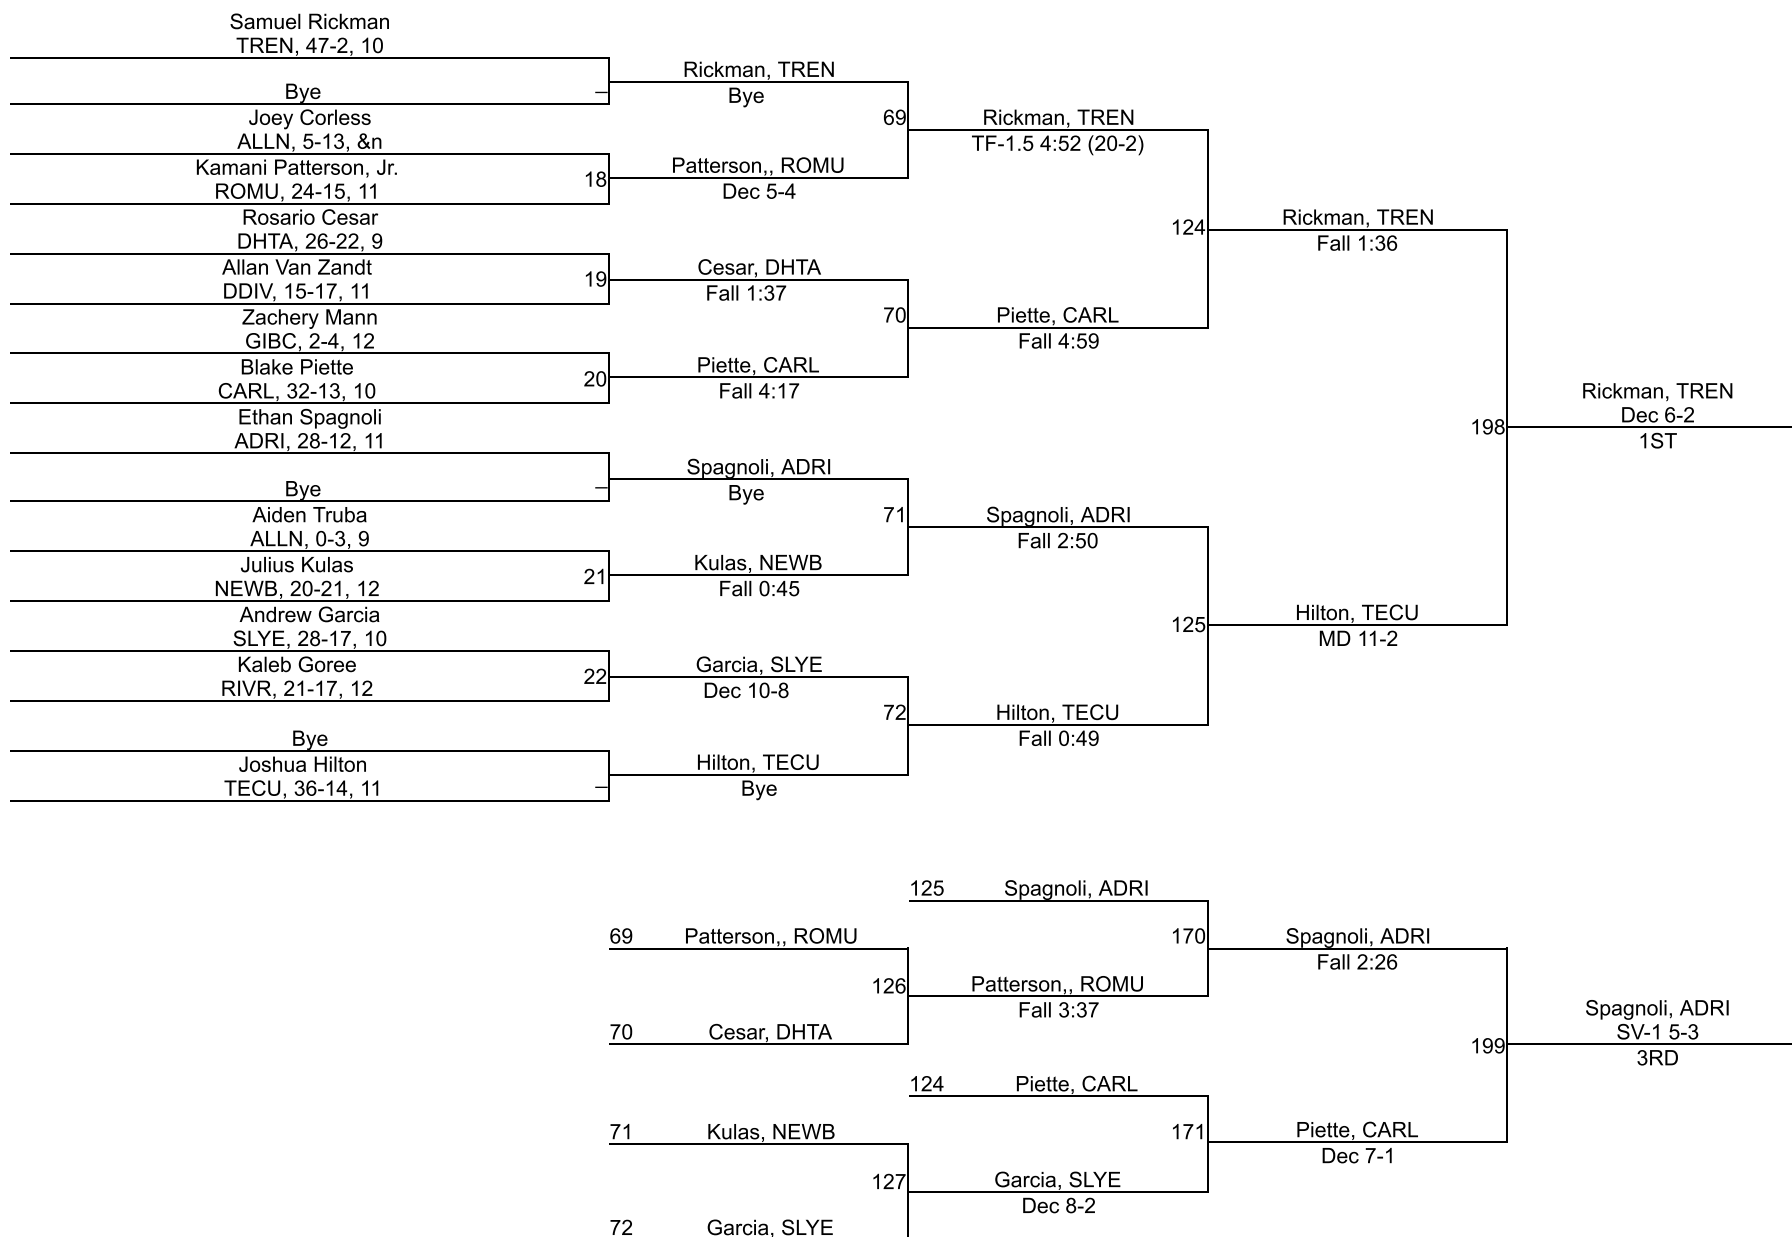 Samuel Rickman
TREN, 47-2, 10
Bye
–
Joey Corless
ALLN, 5-13, &n
Kamani Patterson, Jr.
ROMU, 24-15, 11
18
Rosario Cesar
DHTA, 26-22, 9
Allan Van Zandt
DDIV, 15-17, 11
19
Zachery Mann
GIBC, 2-4, 12
Blake Piette
CARL, 32-13, 10
20
Ethan Spagnoli
ADRI, 28-12, 11
Bye
–
Aiden Truba
ALLN, 0-3, 9
Julius Kulas
NEWB, 20-21, 12
21
Andrew Garcia
SLYE, 28-17, 10
Kaleb Goree
RIVR, 21-17, 12
22
Bye
Joshua Hilton
TECU, 36-14, 11
–
Rickman, TREN
Bye
69
Patterson,, ROMU
Dec 5-4
Cesar, DHTA
Fall 1:37
70
Piette, CARL
Fall 4:17
Spagnoli, ADRI
Bye
71
Kulas, NEWB
Fall 0:45
Garcia, SLYE
Dec 10-8
72
Hilton, TECU
Bye
Rickman, TREN
TF-1.5 4:52 (20-2)
124
Piette, CARL
Fall 4:59
Spagnoli, ADRI
Fall 2:50
125
Hilton, TECU
Fall 0:49
Rickman, TREN
Fall 1:36
198
Hilton, TECU
MD 11-2
Rickman, TREN
Dec 6-2
1ST
125 Spagnoli, ADRI
69 Patterson,, ROMU
126
70 Cesar, DHTA
Patterson,, ROMU
Fall 3:37
170
124 Piette, CARL
71 Kulas, NEWB
127
72 Garcia, SLYE
Garcia, SLYE
Dec 8-2
171
Spagnoli, ADRI
Fall 2:26
199
Piette, CARL
Dec 7-1
Spagnoli, ADRI
SV-1 5-3
3RD